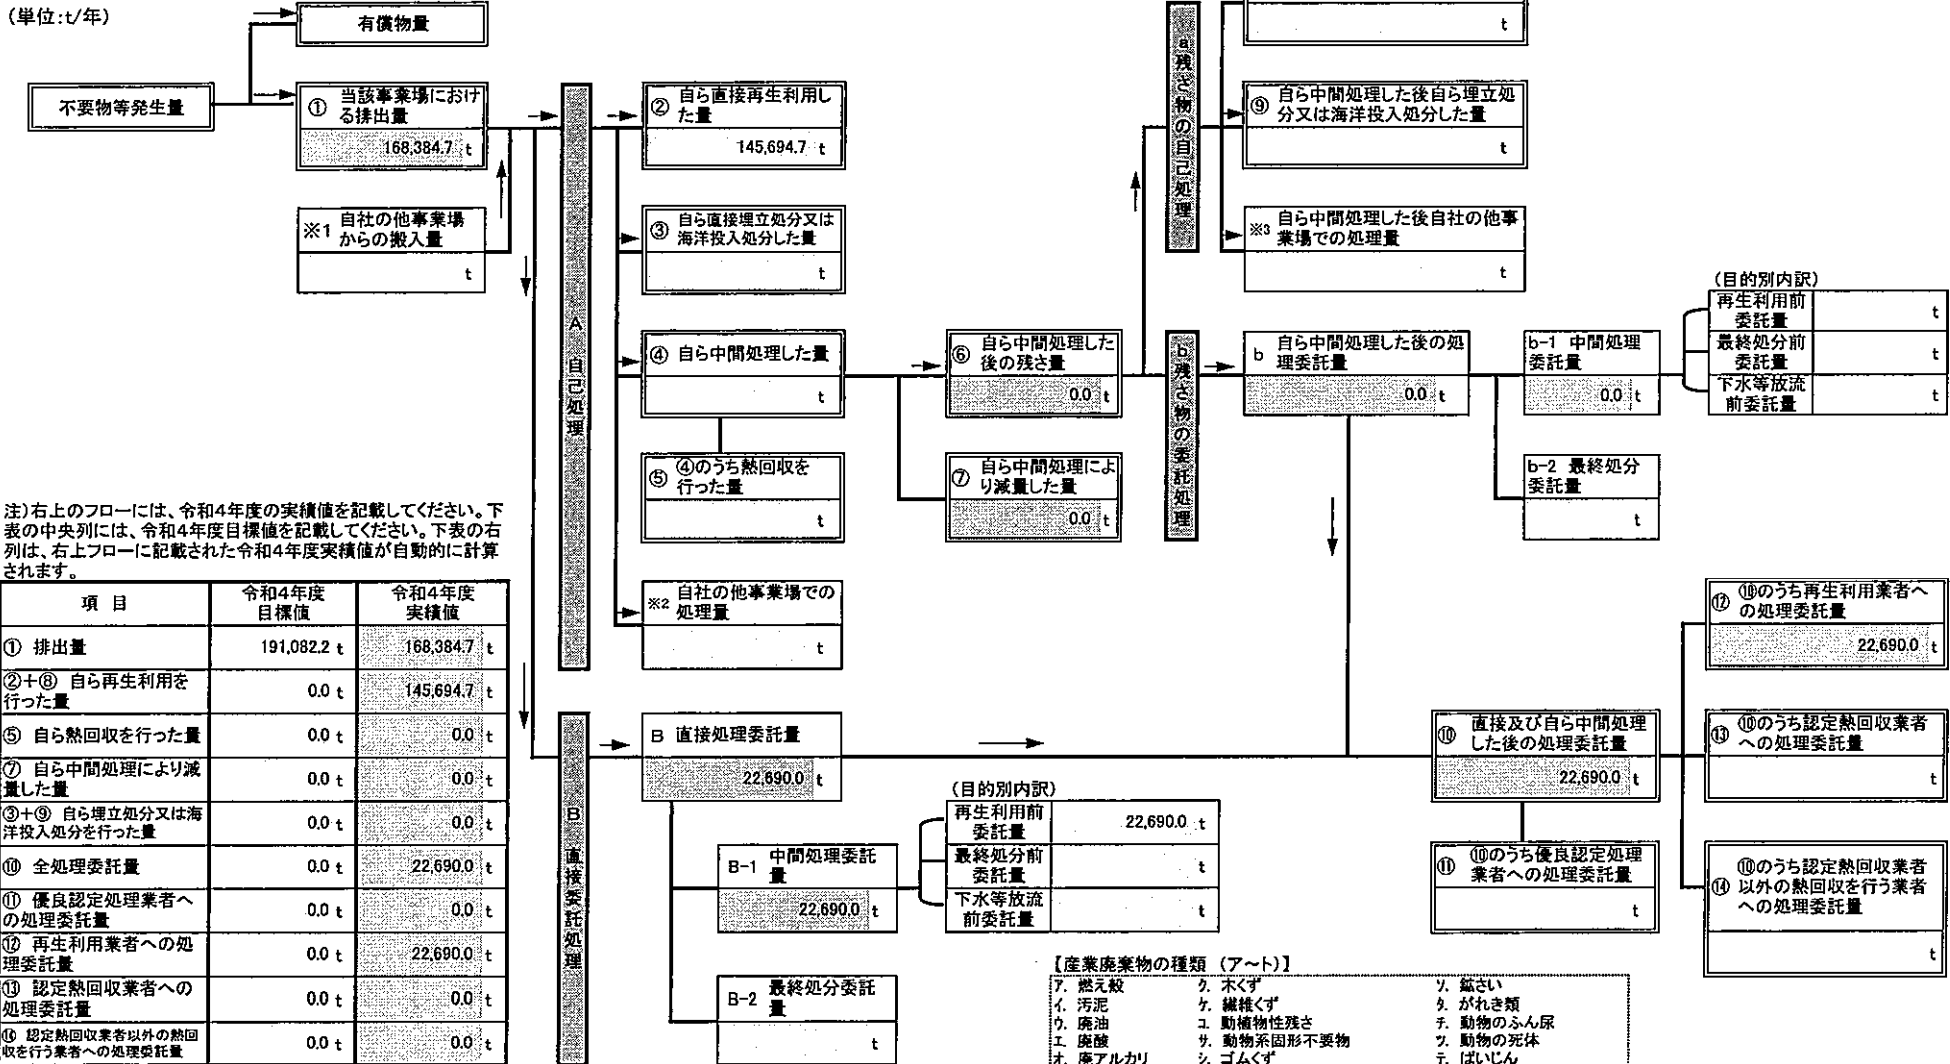 (単位:t/年)
有償物量
不要物等発生量
① 当該事業場におけ
る排出量
168,384.7 t
※1 自社の他事業場
からの搬入量
t
A 自己処理
② 自ら直接再生利用し
た量
145,694.7 t
③ 自ら直接埋立処分又は
海洋投入処分した量
t
④ 自ら中間処理した量
t
⑤ ④のうち熱回収を
行った量
t
※2 自社の他事業場での
処理量
t
⑥ 自ら中間処理した
後の残さ量
0.0 t
⑦ 自ら中間処理によ
り減量した量
0.0 t
a残さ物の自己処理
t
⑨ 自ら中間処理した後自ら埋立処
分又は海洋投入処分した量
t
※3 自ら中間処理した後自社の他事
業場での処理量
t
b残さ物の委託処理
b 自ら中間処理した後の処
理委託量
0.0 t
b-1 中間処理
委託量
0.0 t
b-2 最終処分
委託量
t
(目的別内訳)
再生利用前
委託量 t
最終処分前
委託量 t
下水等放流
前委託量 t
注)右上のフローには、令和4年度の実績値を記載してください。下
表の中央列には、令和4年度目標値を記載してください。下表の右
列は、右上フローに記載された令和4年度実績値が自動的に計算
されます。
項 目 令和4年度 目標値 令和4年度 実績値
① 排出量 191,082.2 t 168,384.7 t
②+⑧ 自ら再生利用を
行った量 0.0 t 145,694.7 t
⑤ 自ら熱回収を行った量 0.0 t 0.0 t
⑦ 自ら中間処理により減
量した量 0.0 t 0.0 t
③+⑨ 自ら埋立処分又は海
洋投入処分を行った量 0.0 t 0.0 t
⑩ 全処理委託量 0.0 t 22,690.0 t
⑪ 優良認定処理業者へ
の処理委託量 0.0 t 0.0 t
⑫ 再生利用業者への処
理委託量 0.0 t 22,690.0 t
⑬ 認定熱回収業者への
処理委託量 0.0 t 0.0 t
⑭ 認定熱回収業者以外の熱回
収を行う業者への処理委託量 0.0 t 0.0 t
B 直接委託処理
B 直接処理委託量
22,690.0 t
B-1 中間処理委託
量
22,690.0 t
B-2 最終処分委託
量
t
(目的別内訳)
再生利用前
委託量 22,690.0 t
最終処分前
委託量 t
下水等放流
前委託量 t
⑩ 直接及び自ら中間処理
した後の処理委託量
22,690.0 t
⑪ ⑩のうち優良認定処理
業者への処理委託量
t
⑫ ⑩のうち再生利用業者へ
の処理委託量
22,690.0 t
⑬ ⑩のうち認定熱回収業者
への処理委託量
t
⑭ ⑩のうち認定熱回収業者
以外の熱回収を行う業者
への処理委託量
t
【産業廃棄物の種類 (ア～ト)】
ア. 燃え殻 ク. 木くず ソ. 鉱さい
イ. 汚泥 ケ. 繊維くず タ. がれき類
ウ. 廃油 コ. 動植物性残さ チ. 動物のふん尿
エ. 廃酸 サ. 動物系固形不要物 ツ. 動物の死体
オ. 廃アルカリ シ. ゴムくず テ. ばいじん